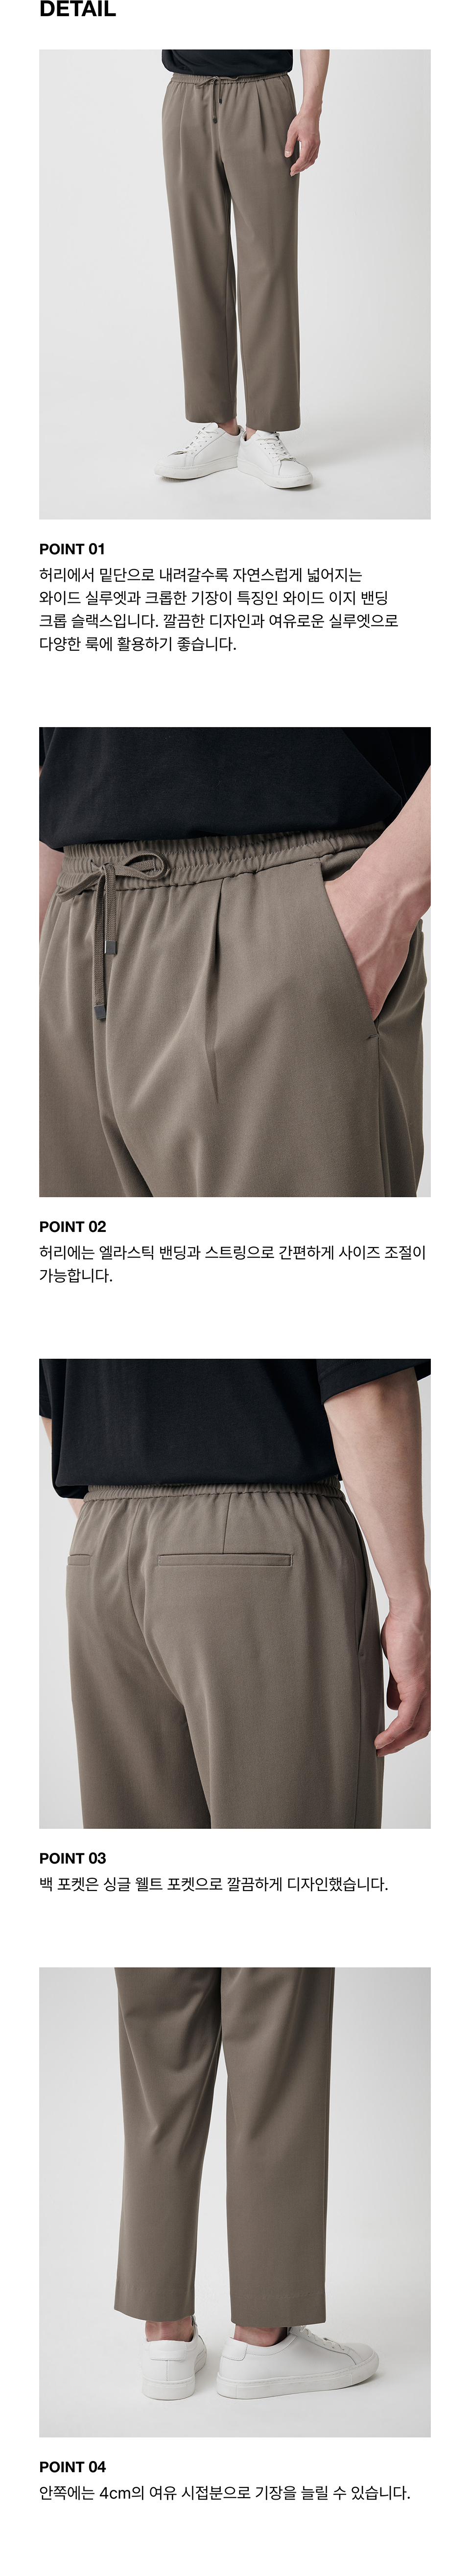 DETAIL
POINT 01
허리에서 밑단으로 내려갈수록 자연스럽게 넓어지는
와이드 실루엣과 크롭한 기장이 특징인 와이드 이지 밴딩
크롭 슬랙스입니다. 깔끔한 디자인과 여유로운 실루엣으로
다양한 룩에 활용하기 좋습니다.
POINT 02
허리에는 엘라스틱 밴딩과 스트링으로 간편하게 사이즈 조절이
가능합니다.
POINT 03
백 포켓은 싱글 웰트 포켓으로 깔끔하게 디자인했습니다.
POINT 04
안쪽에는 4cm의 여유 시접분으로 기장을 늘릴 수 있습니다.